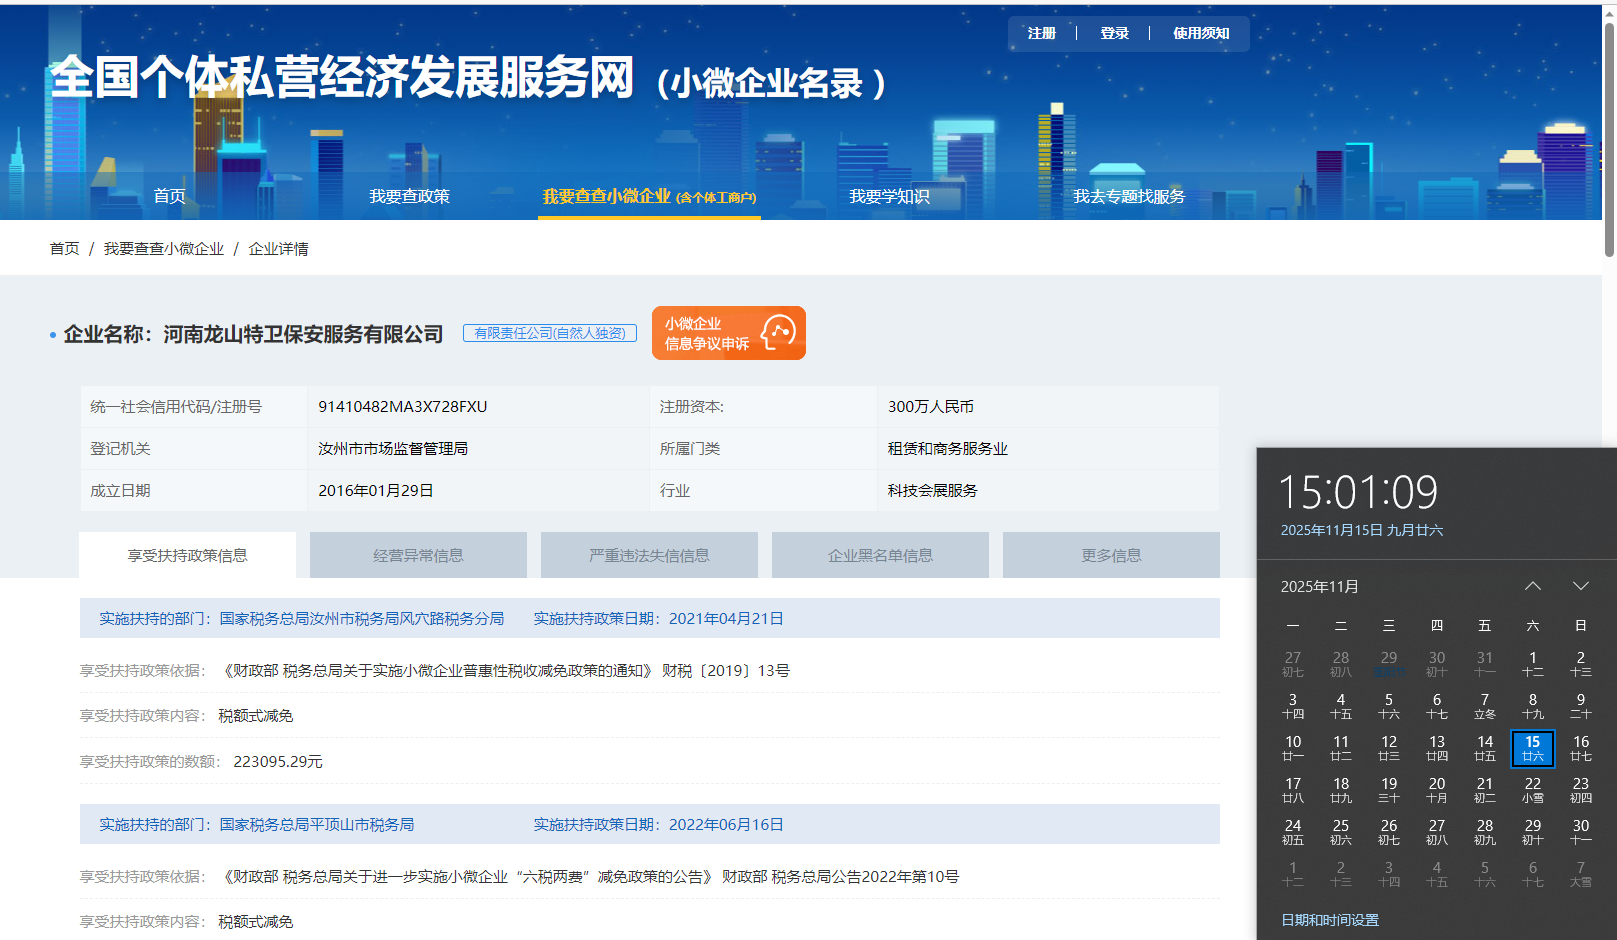 注册 | 登录 | 使用须知
全国个体私营经济发展服务网（小微企业名录）
首页 我要查政策 我要查查小微企业 (含个体工商户) 我要学知识 我去专题找服务
首页 / 我要查查小微企业 / 企业详情
企业名称：河南龙山特卫保安服务有限公司 有限责任公司(自然人独资)
小微企业
信息争议申诉
统一社会信用代码/注册号 91410482MA3X728FXU 注册资本: 300万人民币
登记机关 汝州市市场监督管理局 所属门类 租赁和商务服务业
成立日期 2016年01月29日 行业 科技会展服务
享受扶持政策信息 经营异常信息 严重违法失信信息 企业黑名单信息 更多信息
实施扶持的部门：国家税务总局汝州市税务局风穴路税务分局 实施扶持政策日期：2021年04月21日
享受扶持政策依据：《财政部 税务总局关于实施小微企业普惠性税收减免政策的通知》 财税〔2019〕13号
享受扶持政策内容：税额式减免
享受扶持政策的数额：223095.29元
实施扶持的部门：国家税务总局平顶山市税务局 实施扶持政策日期：2022年06月16日
享受扶持政策依据：《财政部 税务总局关于进一步实施小微企业“六税两费”减免政策的公告》 财政部 税务总局公告2022年第10号
享受扶持政策内容：税额式减免
15:01:09
2025年11月15日 九月廿六
2025年11月
一 二 三 四 五 六 日
27 28 29 30 31 1 2
初七 初八 初十 十一 十二 十三
3 4 5 6 7 8 9
十四 十五 十六 十七 立冬 十九 二十
10 11 12 13 14 15 16
廿一 廿二 廿三 廿四 廿五 廿六 廿七
17 18 19 20 21 22 23
廿八 廿九 三十 十月 初二 小雪 初四
24 25 26 27 28 29 30
初五 初六 初七 初八 初九 初十 十一
1 2 3 4 5 6 7
十二 十三 十四 十五 十六 十七 大雪
日期和时间设置